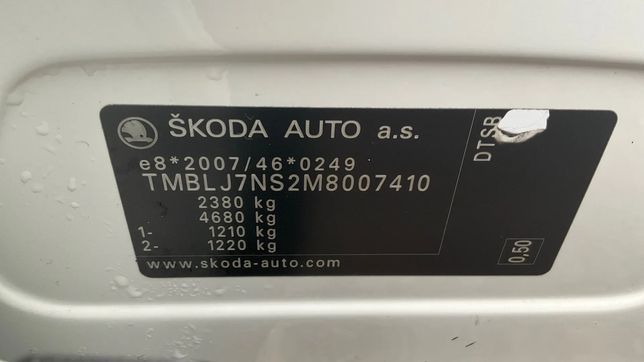 ŠKODA AUTO a.s.
e8*2007/46*0249
TMBLJ7NS2M8007410
2380 kg
4680 kg
1- 1210 kg
2- 1220 kg
www.skoda-auto.com
DTSB
0,50